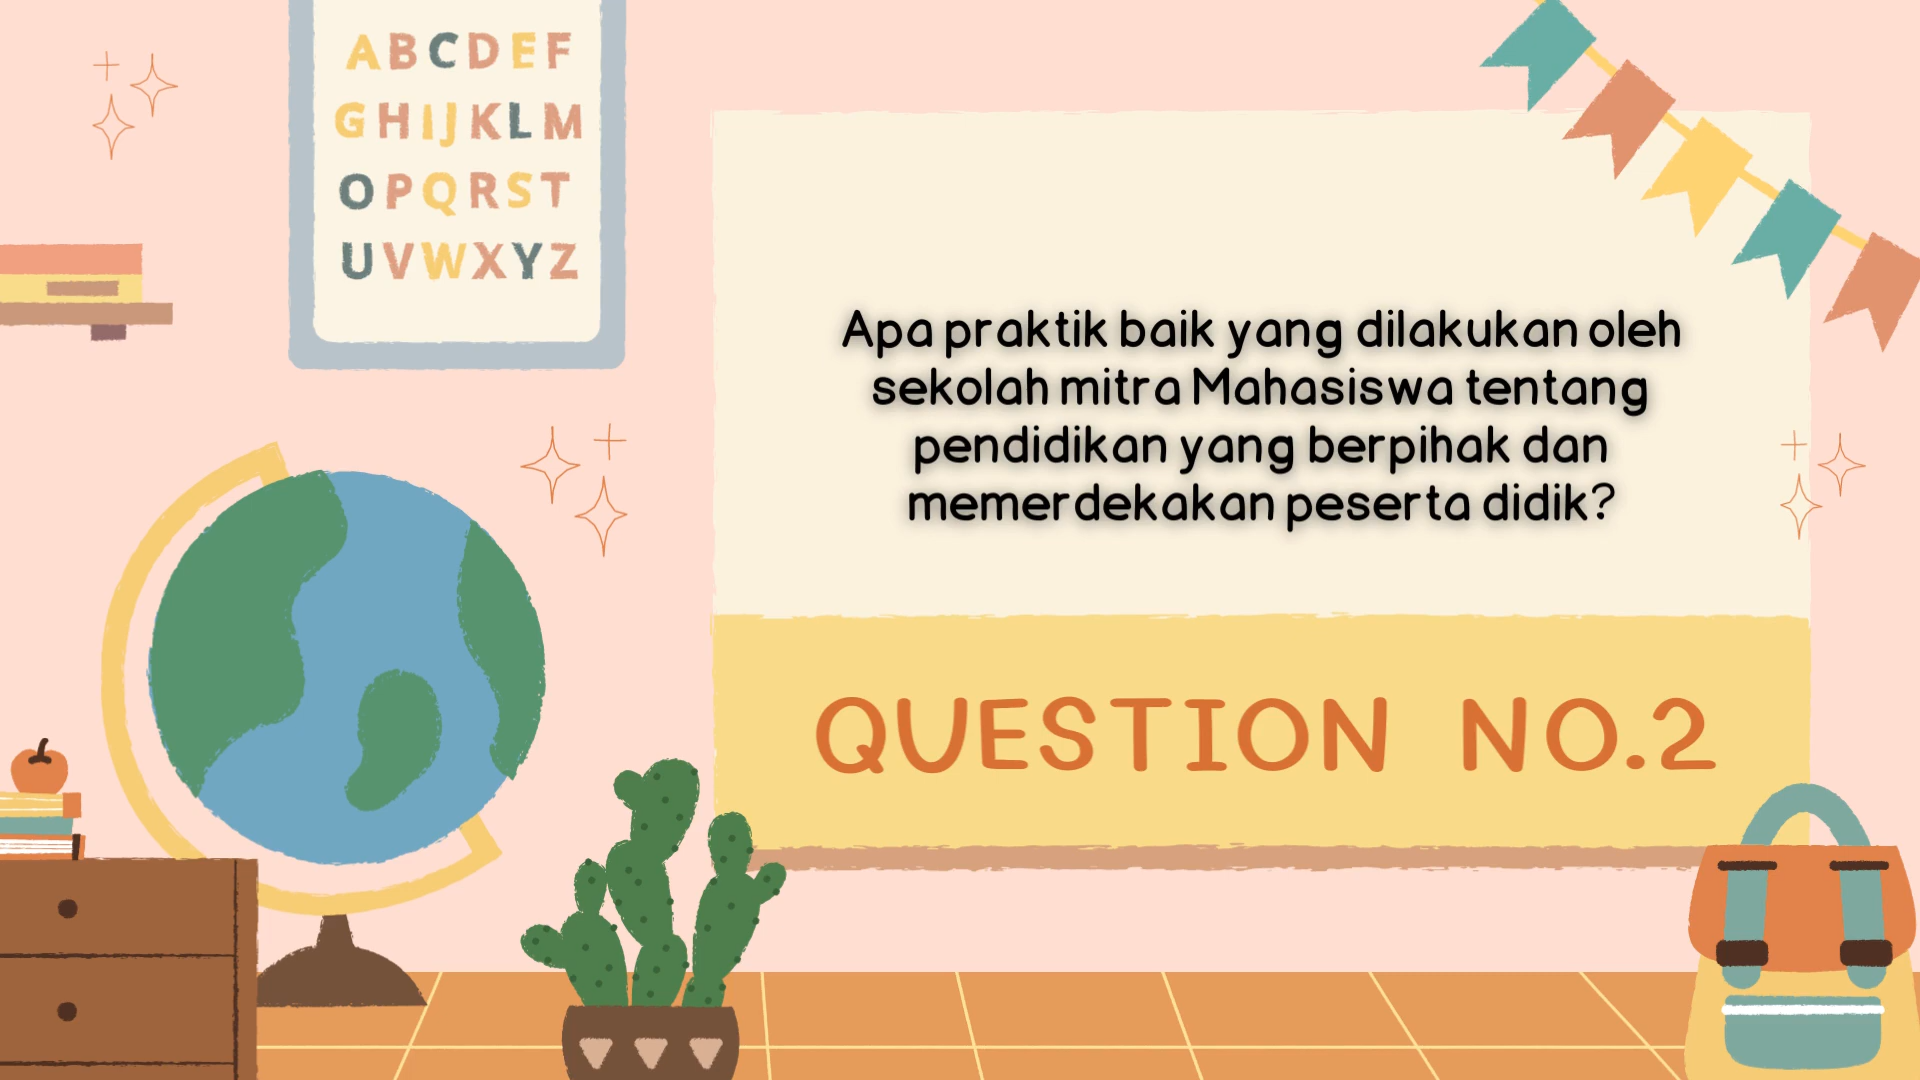 ABCDEF
GHIJKLM
OPQRST
UVWXYZ
Apa praktik baik yang dilakukan oleh
sekolah mitra Mahasiswa tentang
pendidikan yang berpihak dan
memerdekakan peserta didik?
QUESTION NO.2